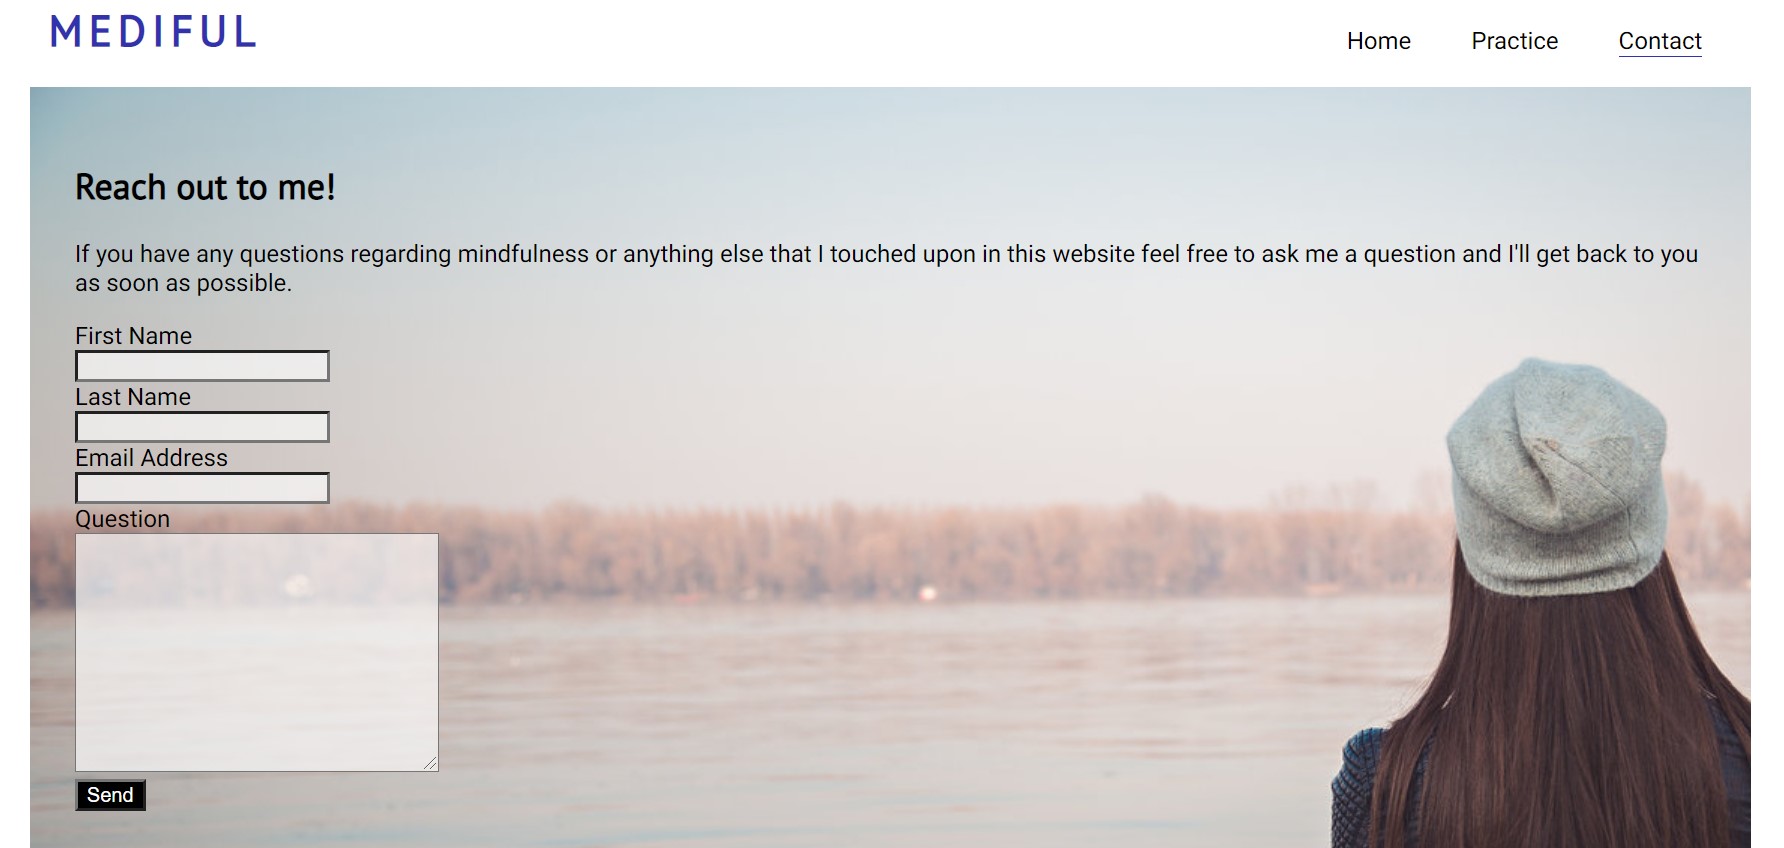 MEDIFUL
Home Practice Contact
Reach out to me!
If you have any questions regarding mindfulness or anything else that I touched upon in this website feel free to ask me a question and I'll get back to you
as soon as possible.
First Name
Last Name
Email Address
Question
Send